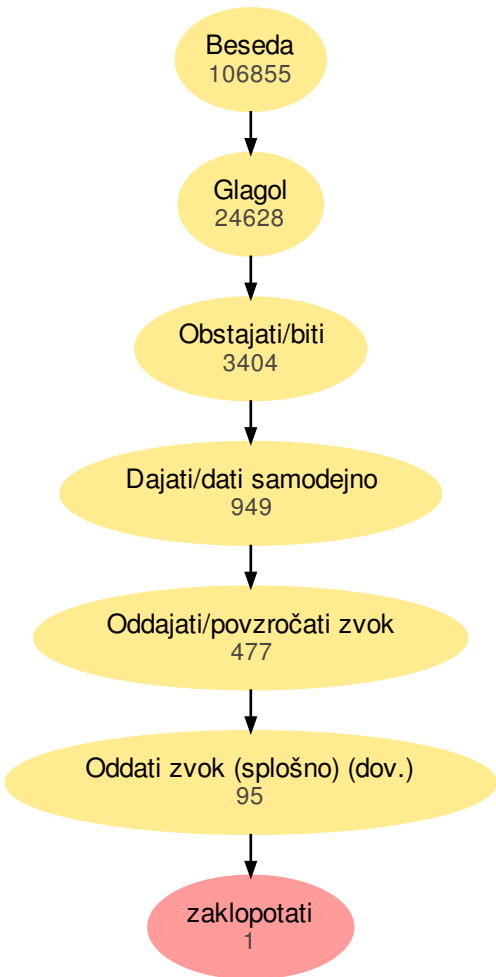 Beseda
106855
Glagol
24628
Obstajati/biti
3404
Dajati/dati samodejno
949
Oddajati/povzročati zvok
477
Oddati zvok (splošno) (dov.)
95
zaklopotati
1